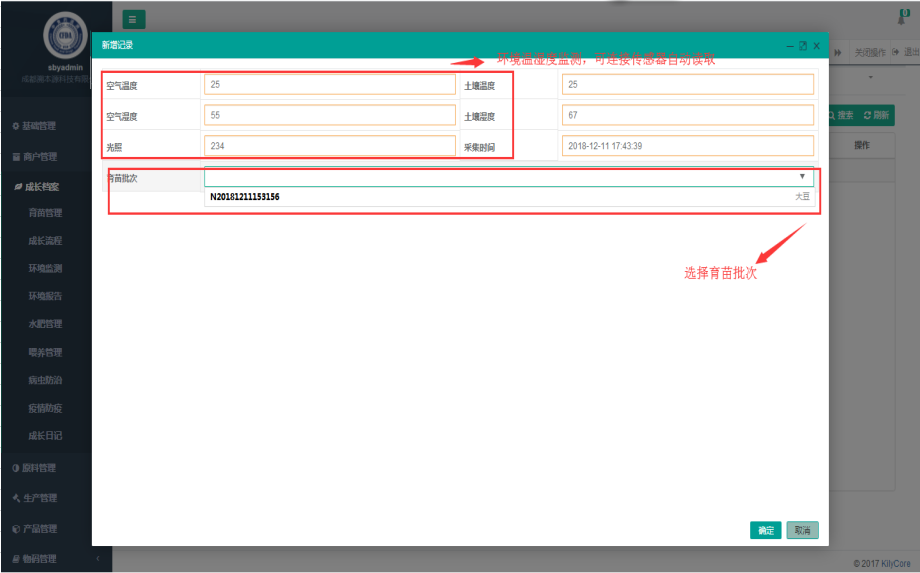 CFDA
sbyadmin
0
关闭操作 退出
新增记录
环境温湿度监测，可连接传感器自动读取
空气温度 25 土壤温度 25
空气湿度 55 土壤湿度 67
光照 234 采集时间 2018-12-11 17:43:39
育苗批次
N20181211153156 大豆
选择育苗批次
搜索 刷新
操作
基础管理
商户管理
成长档案
育苗管理
成长流程
环境监测
环境报告
水肥管理
喂养管理
病虫防治
疫情防疫
成长日记
原料管理
生产管理
产品管理
物码管理
确定 取消
© 2017 KilyCore